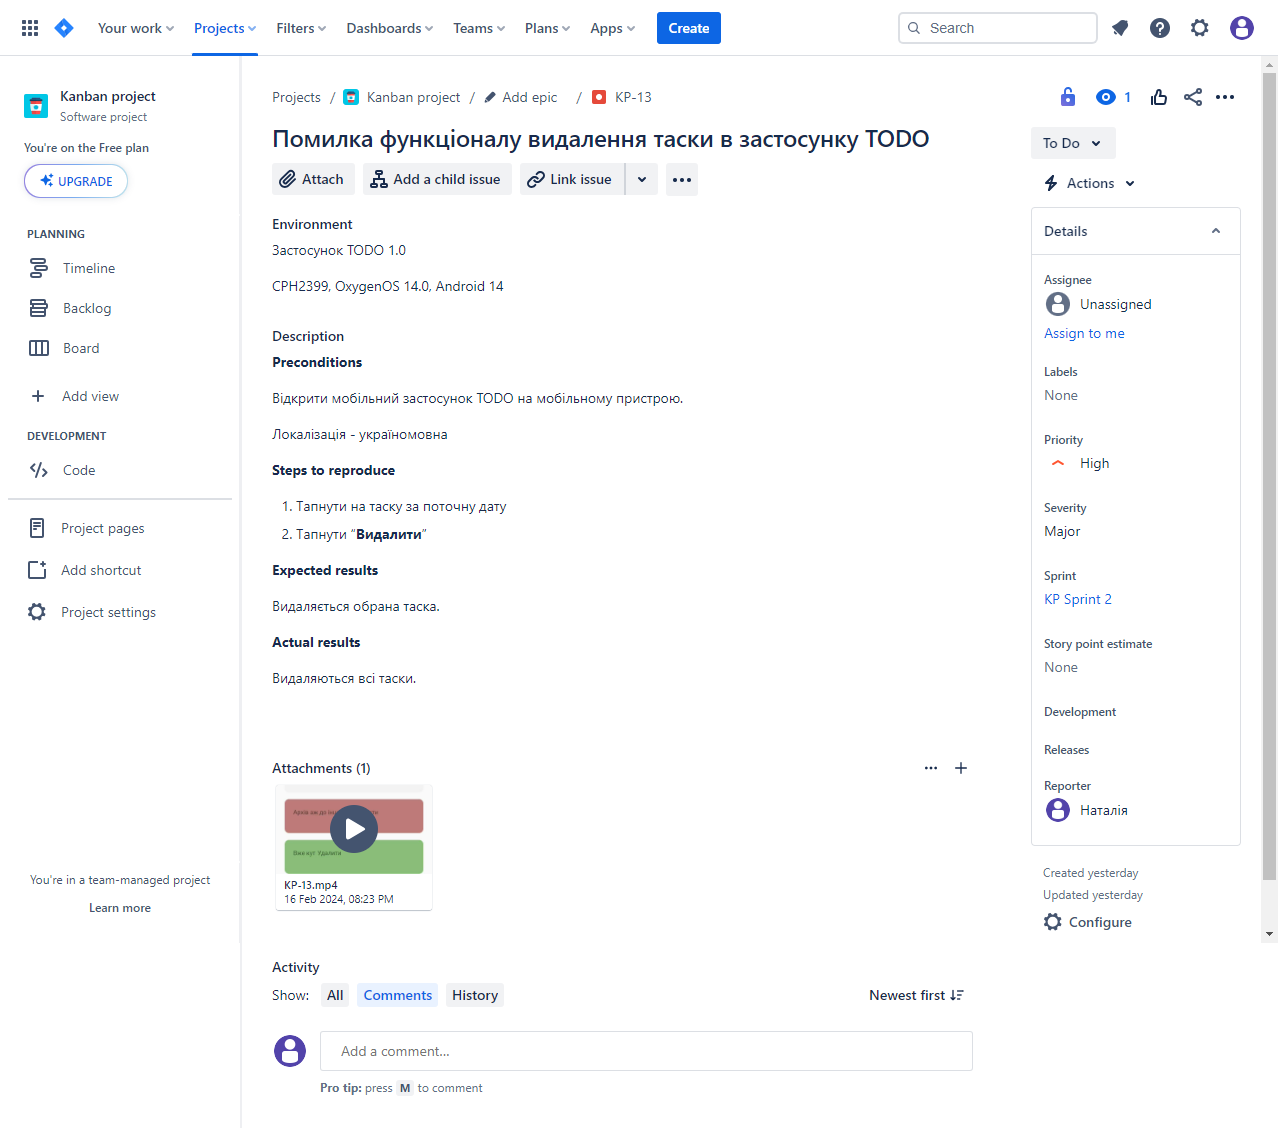 Your work Projects Filters Dashboards Teams Plans Apps Create Search
Kanban project
Software project
You're on the Free plan
UPGRADE
PLANNING
Timeline
Backlog
Board
Add view
DEVELOPMENT
Code
Project pages
Add shortcut
Project settings
You're in a team-managed project
Learn more
Projects / Kanban project / Add epic / KP-13
1
Помилка функціоналу видалення таски в застосунку TODO
Attach Add a child issue Link issue
Environment
Застосунок TODO 1.0
CPH2399, OxygenOS 14.0, Android 14
Description
Preconditions
Відкрити мобільний застосунок TODO на мобільному пристрою.
Локалізація - україномовна
Steps to reproduce
1. Тапнути на таску за поточну дату
2. Тапнути “Видалити”
Expected results
Видаляється обрана таска.
Actual results
Видаляються всі таски.
Attachments (1)
KP-13.mp4
16 Feb 2024, 08:23 PM
Activity
Show: All Comments History Newest first
Add a comment...
Pro tip: press M to comment
To Do
Actions
Details
Assignee
Unassigned
Assign to me
Labels
None
Priority
High
Severity
Major
Sprint
KP Sprint 2
Story point estimate
None
Development
Releases
Reporter
Наталія
Created yesterday
Updated yesterday
Configure